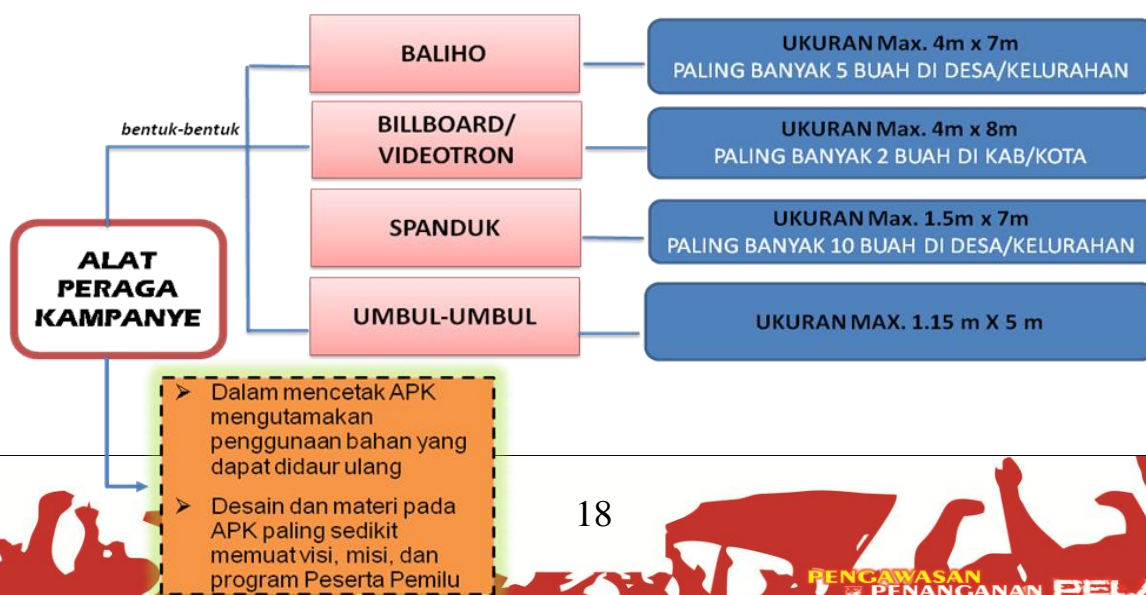 BALIHO
UKURAN Max. 4m x 7m
PALING BANYAK 5 BUAH DI DESA/KELURAHAN
bentuk-bentuk
BILLBOARD/
VIDEOTRON
UKURAN Max. 4m x 8m
PALING BANYAK 2 BUAH DI KAB/KOTA
SPANDUK
UKURAN Max. 1.5m x 7m
PALING BANYAK 10 BUAH DI DESA/KELURAHAN
ALAT
PERAGA
KAMPANYE
UMBUL-UMBUL
UKURAN MAX. 1.15 m X 5 m
➢ Dalam mencetak APK
mengutamakan
penggunaan bahan yang
dapat didaur ulang
➢ Desain dan materi pada
APK paling sedikit
memuat visi, misi, dan
program Peserta Pemilu
18
PENGAWASAN
PENANGANAN